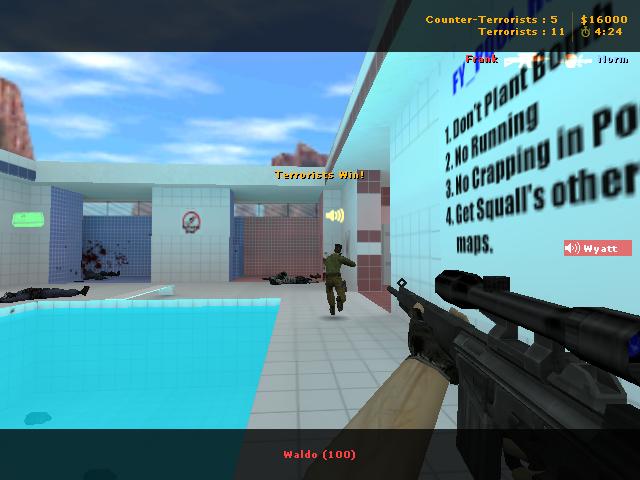 Counter-Terrorists : 5 $16000
Terrorists : 11 4:24
Frank Norm
FY_
1. Don't Plant Bomb
2. No Running
3. No Crapping in Po
4. Get Squall's other
maps.
Terrorists Win!
Wyatt
Waldo (100)